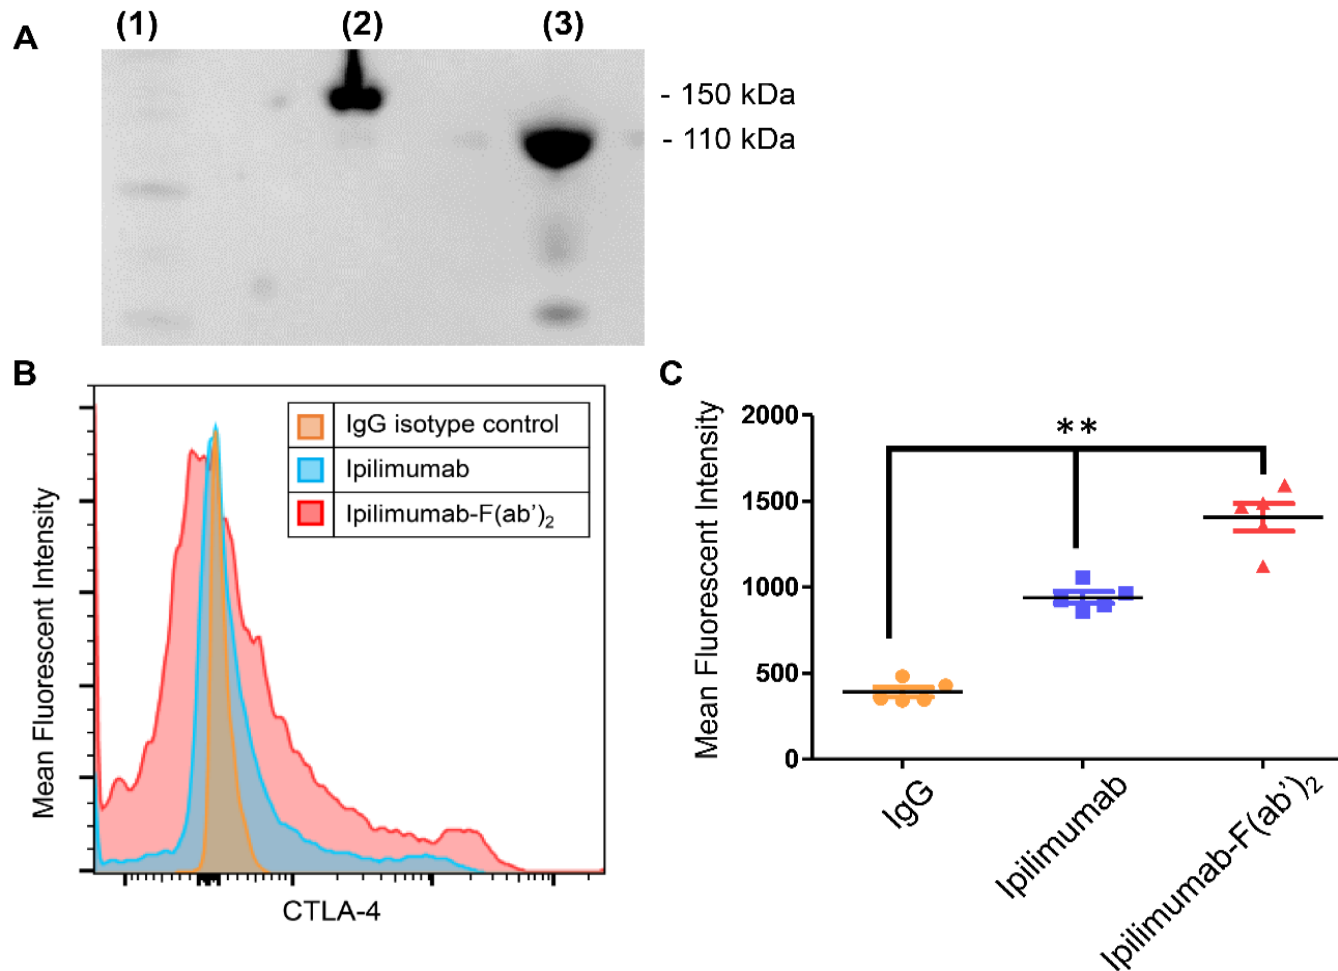 A
(1) (2) (3)
- 150 kDa
- 110 kDa
B
IgG isotype control
Ipilimumab
Ipilimumab-F(ab')₂
Mean Fluorescent Intensity
CTLA-4
C
Mean Fluorescent Intensity
2000
1500
1000
500
0
**
IgG
Ipilimumab
Ipilimumab-F(ab')₂